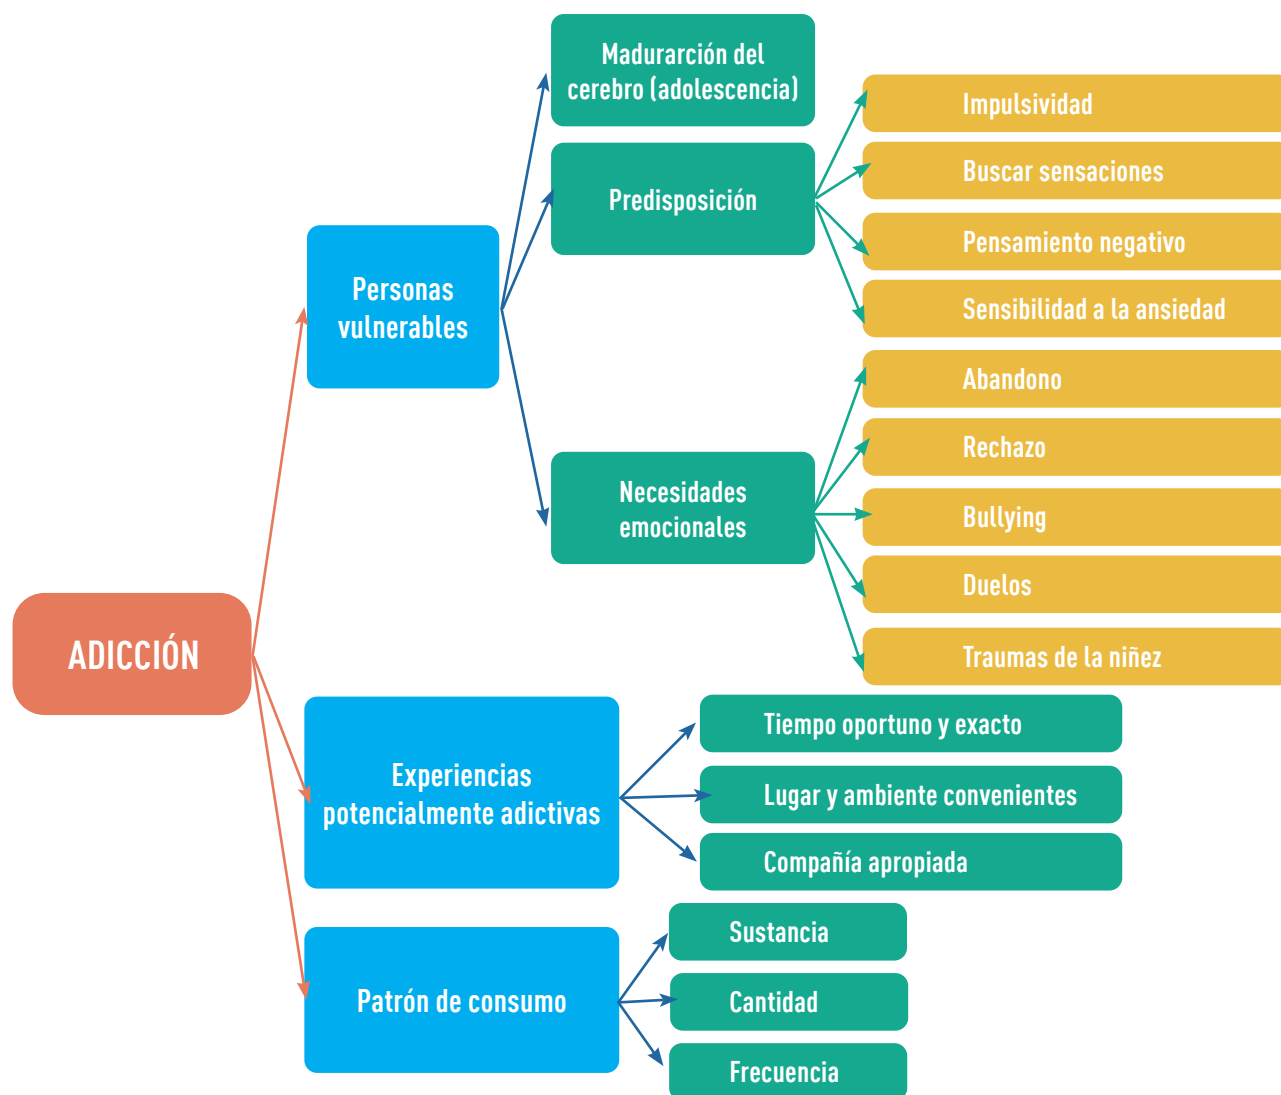 Madurarción del
cerebro (adolescencia)
Impulsividad
Buscar sensaciones
Predisposición
Pensamiento negativo
Personas
vulnerables
Sensibilidad a la ansiedad
Abandono
Rechazo
Necesidades
emocionales
Bullying
Duelos
ADICCIÓN
Traumas de la niñez
Tiempo oportuno y exacto
Experiencias
potencialmente adictivas
Lugar y ambiente convenientes
Compañía apropiada
Sustancia
Patrón de consumo
Cantidad
Frecuencia